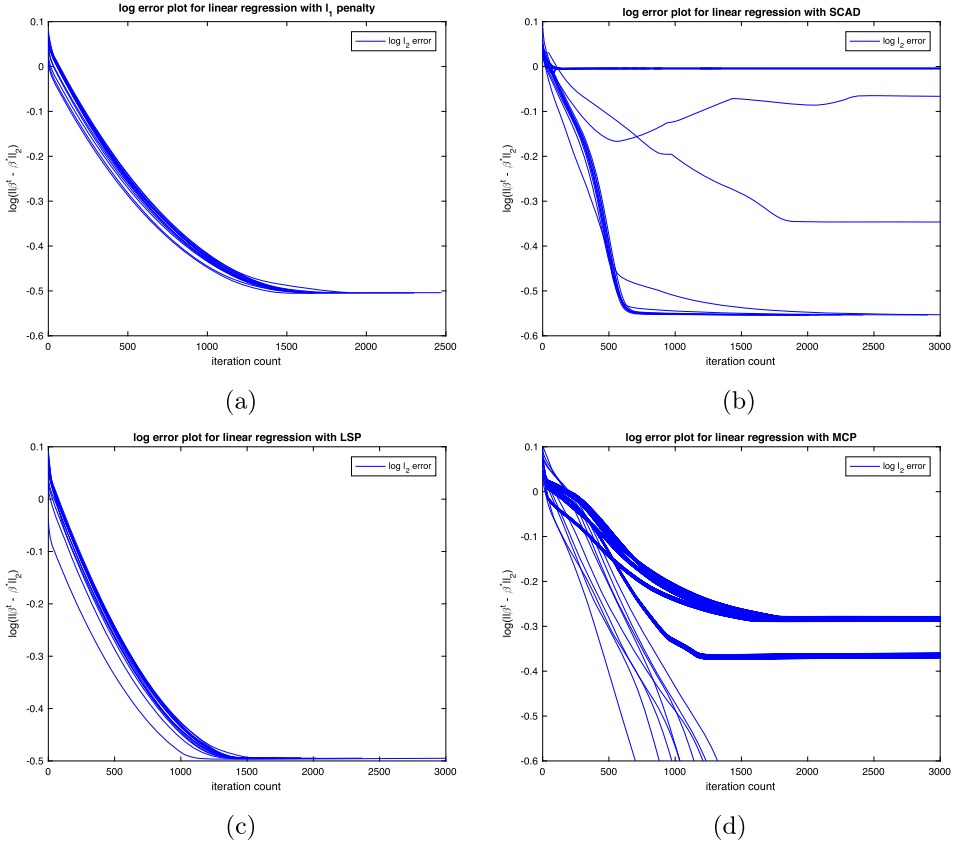 log error plot for linear regression with l1 penalty
log l2 error
0.1
0
-0.1
-0.2
-0.3
-0.4
-0.5
-0.6
log(||β^t - β^*||_2)
0 500 1000 1500 2000 2500
iteration count
(a)
log error plot for linear regression with SCAD
log l2 error
0.1
0
-0.1
-0.2
-0.3
-0.4
-0.5
-0.6
log(||β^t - β^*||_2)
0 500 1000 1500 2000 2500 3000
iteration count
(b)
log error plot for linear regression with LSP
log l2 error
0.1
0
-0.1
-0.2
-0.3
-0.4
-0.5
log(||β^t - β^*||_2)
0 500 1000 1500 2000 2500 3000
iteration count
(c)
log error plot for linear regression with MCP
log l2 error
0.1
0
-0.1
-0.2
-0.3
-0.4
-0.5
-0.6
log(||β^t - β^*||_2)
0 500 1000 1500 2000 2500 3000
iteration count
(d)